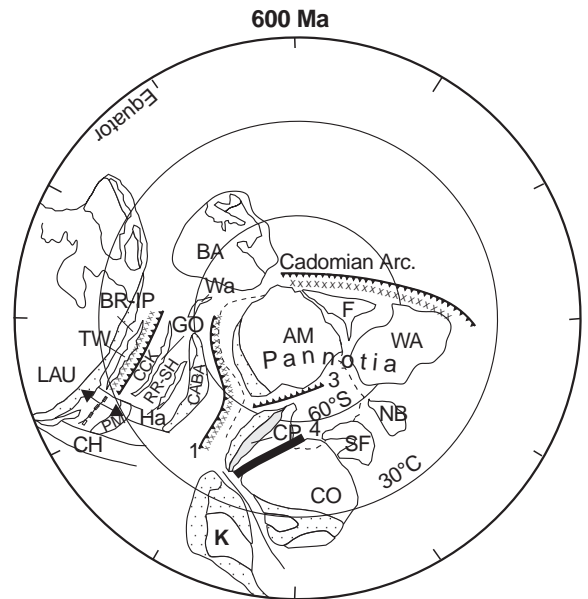 600 Ma
Equator
BA
Cadomian Arc.
Wa
BR-IP
GO
F
TW
AM
WA
Pannotia
CCK
LAU
RR-SH
CABA
3
60°S
NB
PM
Ha
CP
4
SF
CH
1
30°C
CO
K